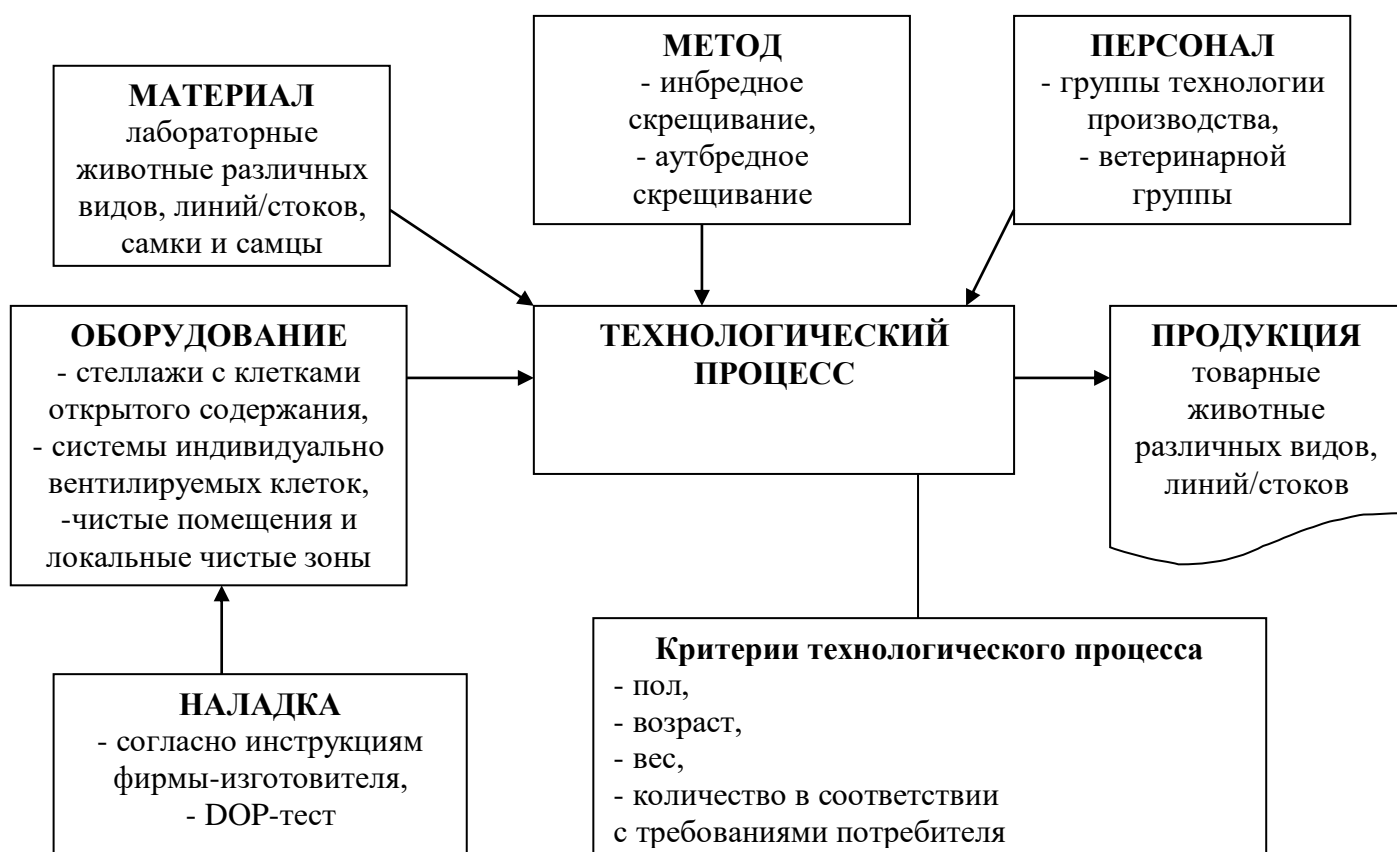 МАТЕРИАЛ
лабораторные
животные различных
видов, линий/стоков,
самки и самцы
МЕТОД
- инбредное
скрещивание,
- аутбредное
скрещивание
ПЕРСОНАЛ
- группы технологии
производства,
- ветеринарной
группы
ОБОРУДОВАНИЕ
- стеллажи с клетками
открытого содержания,
- системы индивидуально
вентилируемых клеток,
-чистые помещения и
локальные чистые зоны
ТЕХНОЛОГИЧЕСКИЙ
ПРОЦЕСС
ПРОДУКЦИЯ
товарные
животные
различных видов,
линий/стоков
НАЛАДКА
- согласно инструкциям
фирмы-изготовителя,
- DOP-тест
Критерии технологического процесса
- пол,
- возраст,
- вес,
- количество в соответствии
с требованиями потребителя